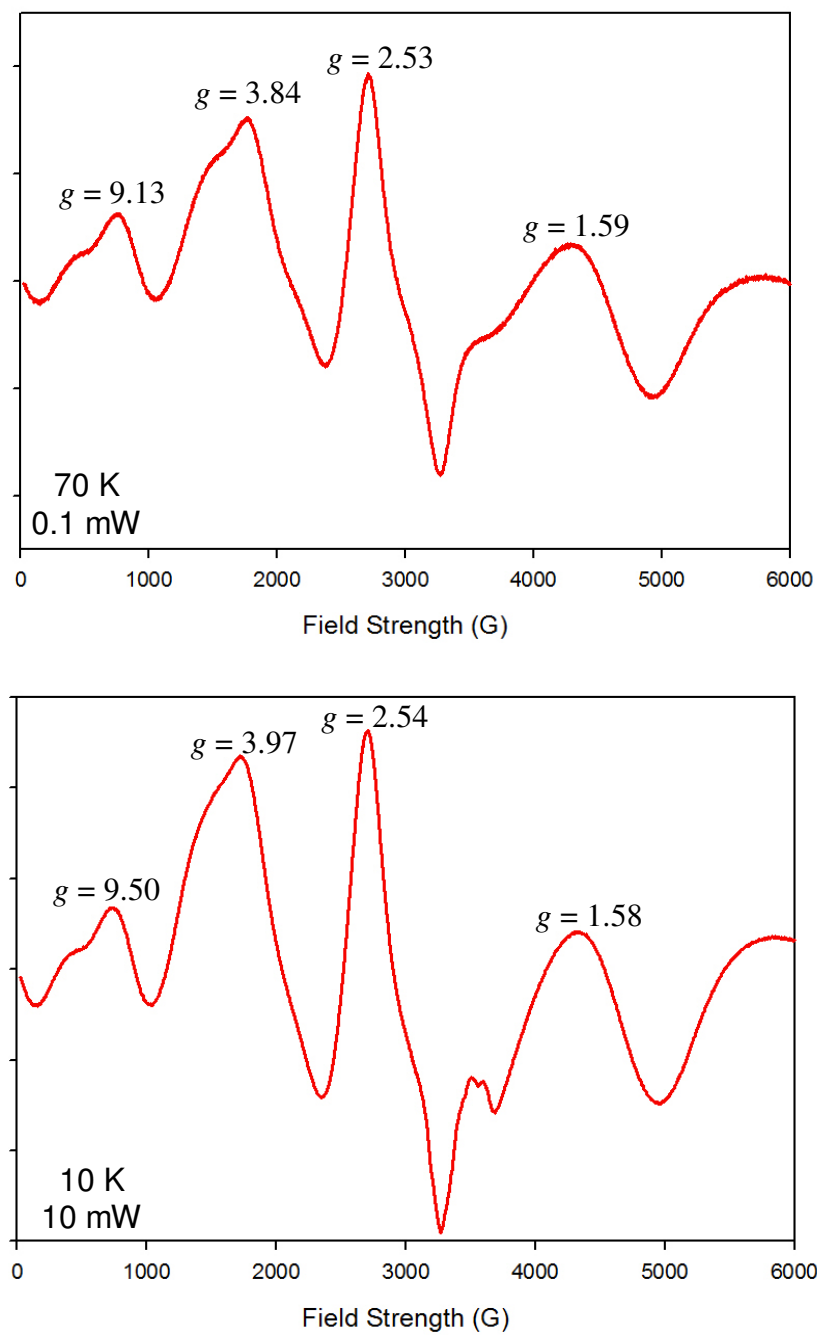 g = 2.53
g = 3.84
g = 9.13
g = 1.59
70 K
0.1 mW
0 1000 2000 3000 4000 5000 6000
Field Strength (G)
g = 2.54
g = 3.97
g = 9.50
g = 1.58
10 K
10 mW
0 1000 2000 3000 4000 5000 6000
Field Strength (G)